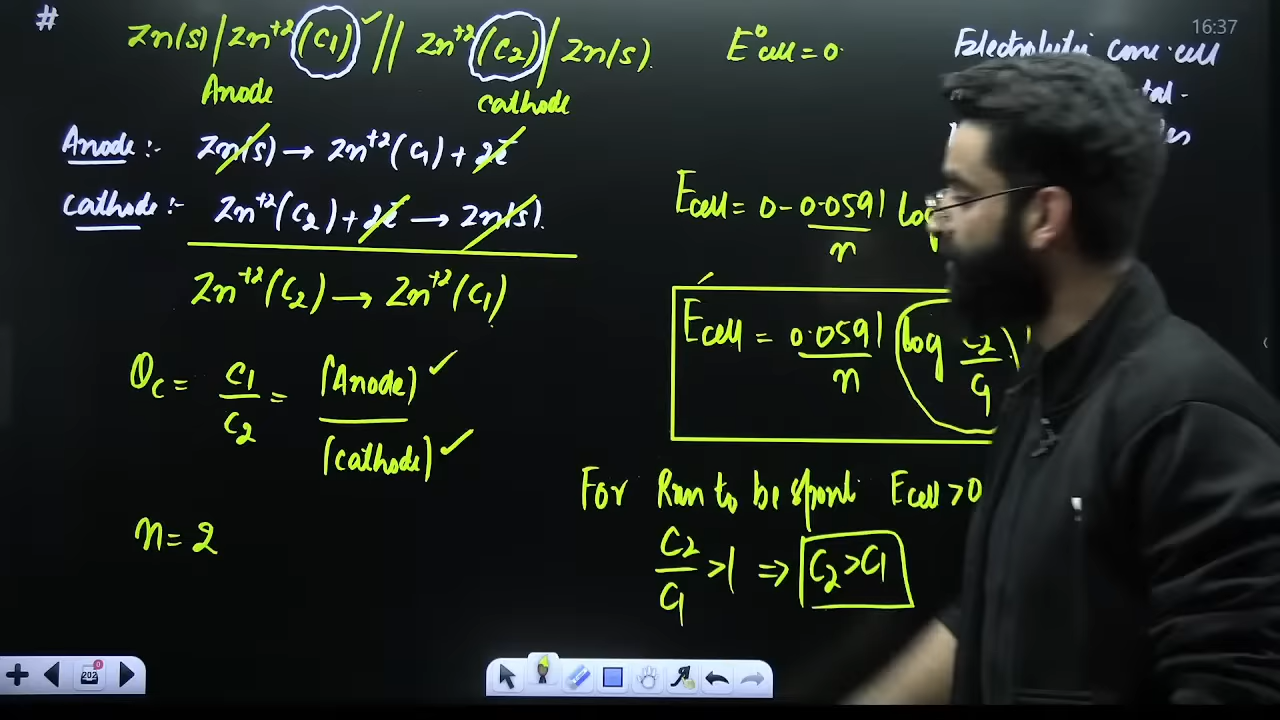 #
Zn(s) | Zn⁺²(C₁) ✓ || Zn⁺²(C₂) | Zn(s).
Anode
cathode
E°cell = 0.
16:37
Electrolytic conc. cell
Anode :- Zn(s) → Zn⁺²(C₁) + 2e⁻
cathode :- Zn⁺²(C₂) + 2e⁻ → Zn(s).
Zn⁺²(C₂) → Zn⁺²(C₁)
Qc = C₁/C₂ = (Anode)/(cathode) ✓ ✓
n = 2
Ecell = 0 - 0.0591/n log
Ecell = 0.0591/n (log C₂/C₁)
For Rxn to be spont. Ecell > 0
C₂/C₁ > 1 ⇒ C₂ > C₁
202